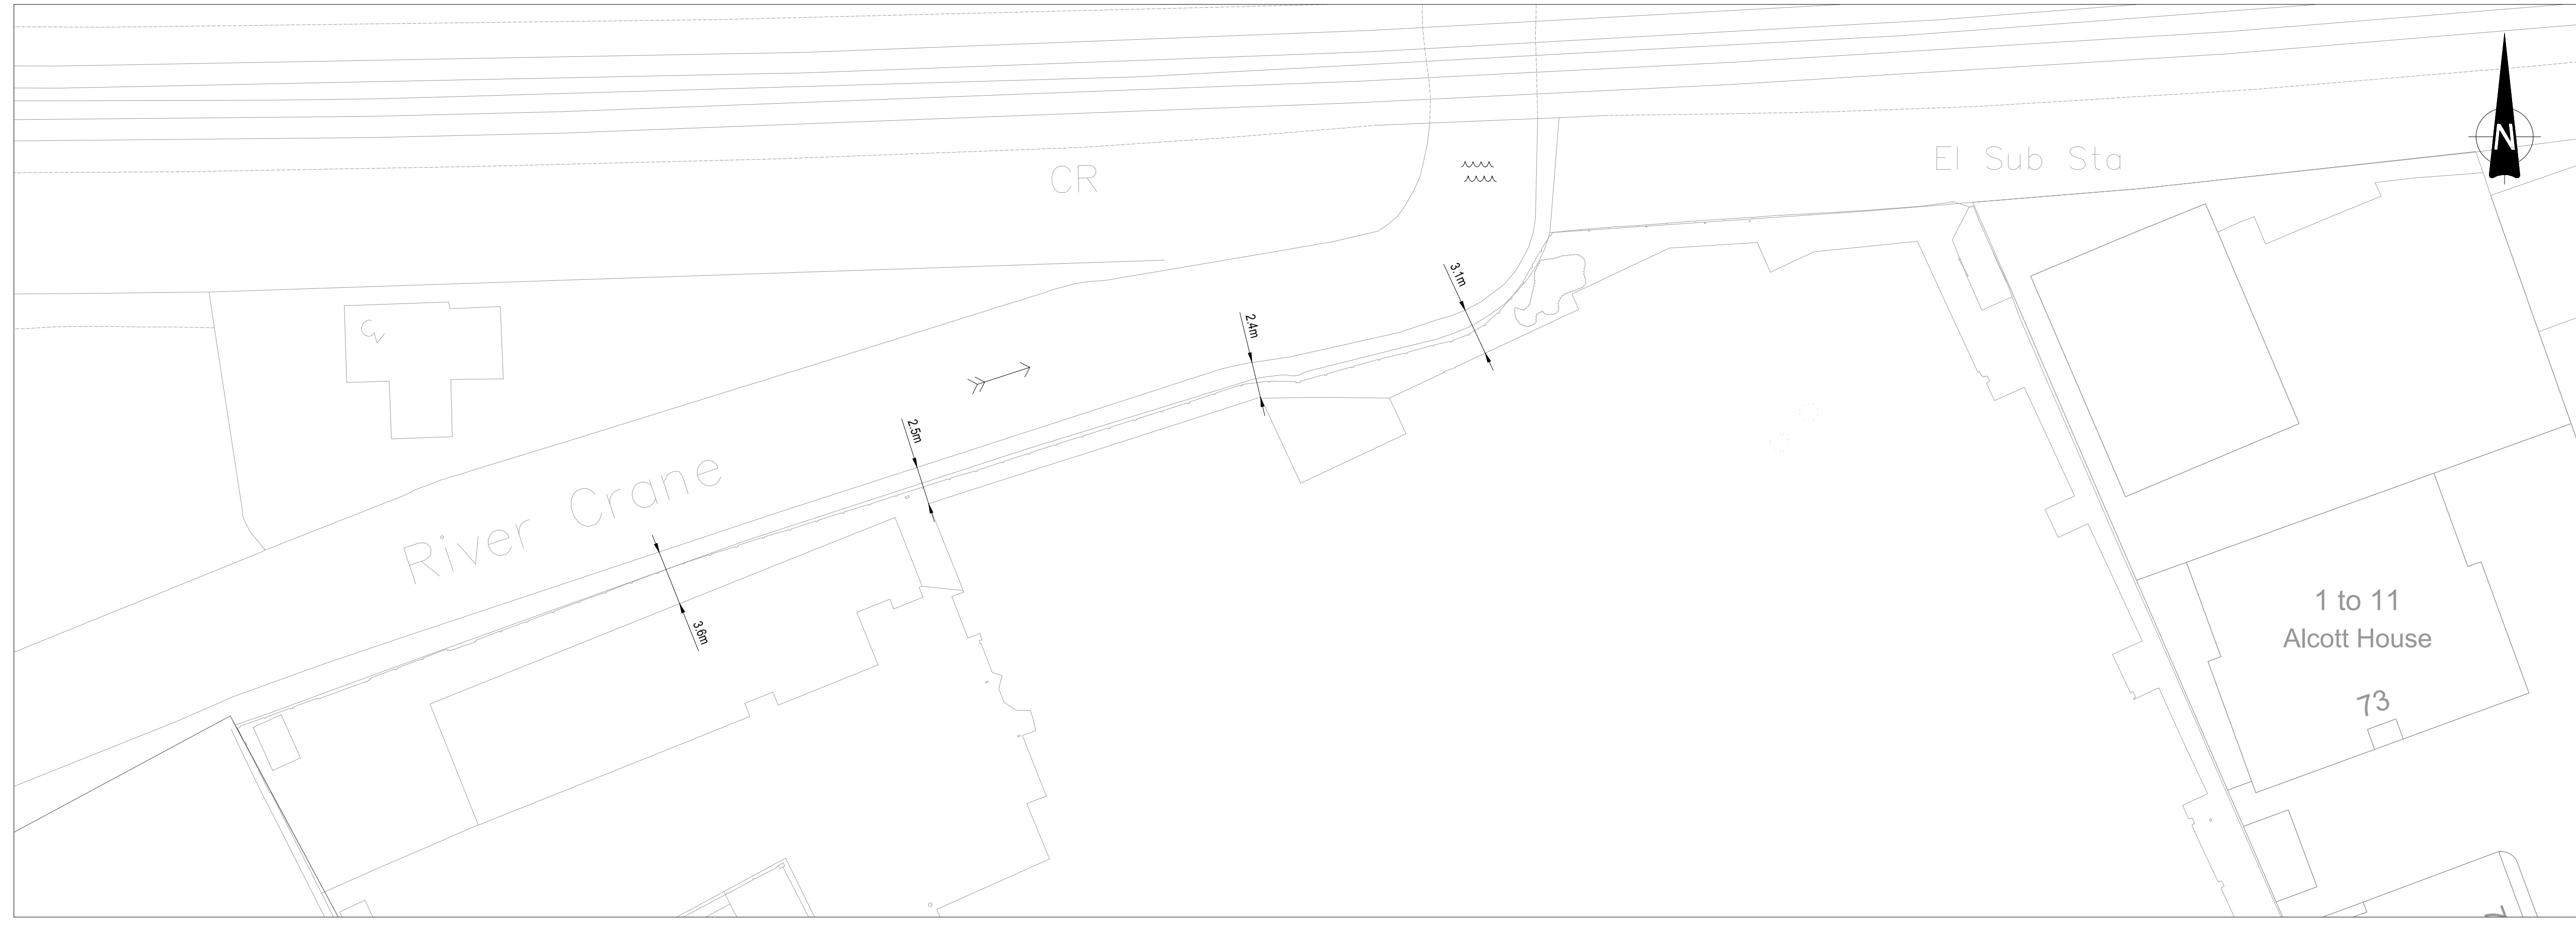 N
El Sub Sta
CR
3.1m
2.4m
2.5m
River Crane
3.6m
1 to 11
Alcott House
73